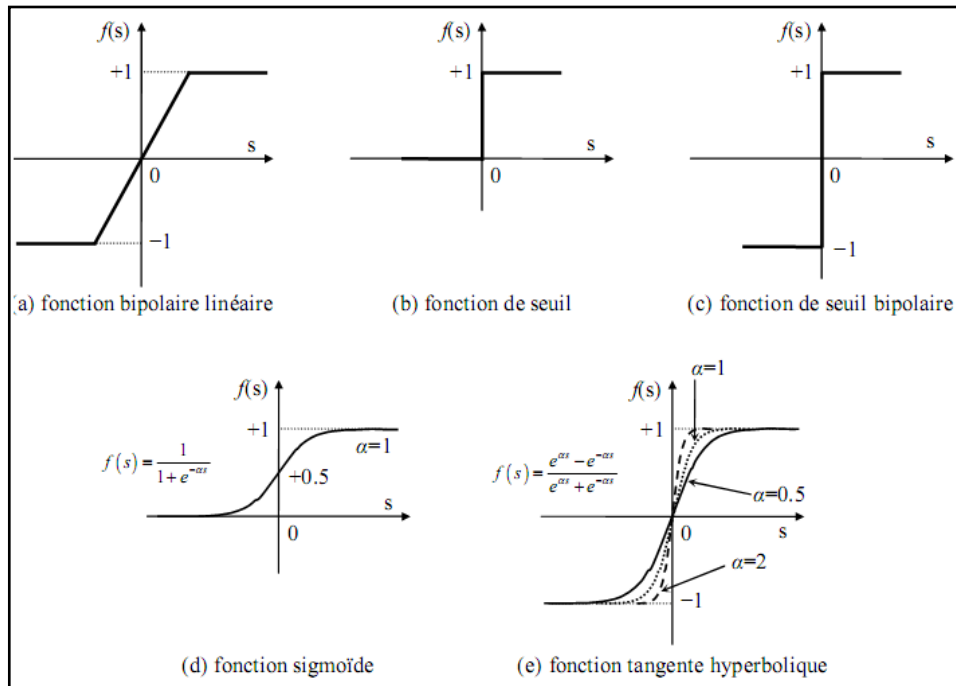 f(s)
+1
s
0
−1
(a) fonction bipolaire linéaire
f(s)
+1
s
0
(b) fonction de seuil
f(s)
+1
s
0
−1
(c) fonction de seuil bipolaire
f(s)
+1
α=1
f(s) = 1 / (1 + e^{-αs})
+0.5
s
0
(d) fonction sigmoïde
α=1
f(s)
+1
f(s) = (e^{αs} − e^{-αs}) / (e^{αs} + e^{-αs})
α=0.5
0
s
α=2
−1
(e) fonction tangente hyperbolique